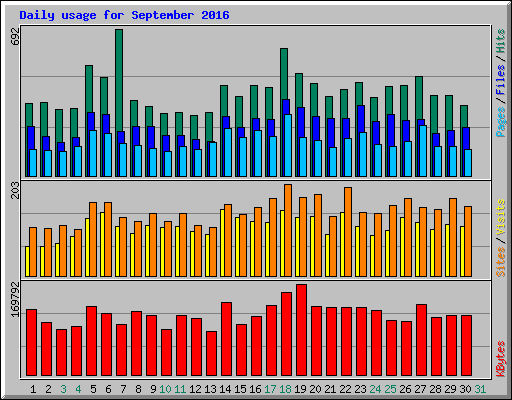 Daily usage for September 2016
692
Pages / Files / Hits
203
Sites / Visits
169792
KBytes
1 2 3 4 5 6 7 8 9 10 11 12 13 14 15 16 17 18 19 20 21 22 23 24 25 26 27 28 29 30 31